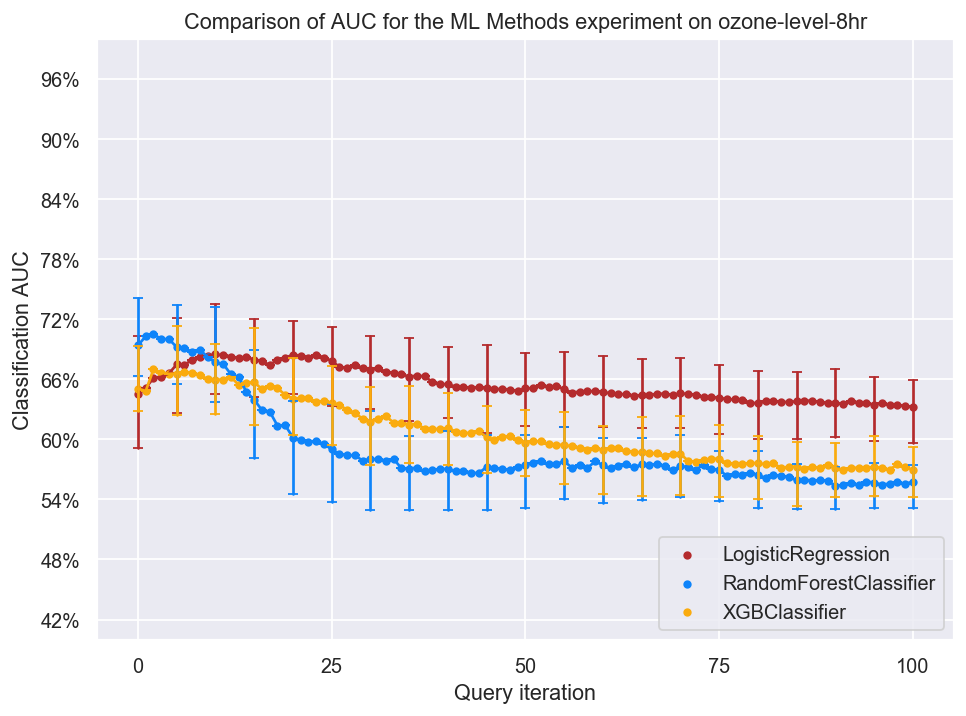 Comparison of AUC for the ML Methods experiment on ozone-level-8hr
96%
90%
84%
78%
72%
66%
60%
54%
48%
42%
Classification AUC
LogisticRegression
RandomForestClassifier
XGBClassifier
0 25 50 75 100
Query iteration